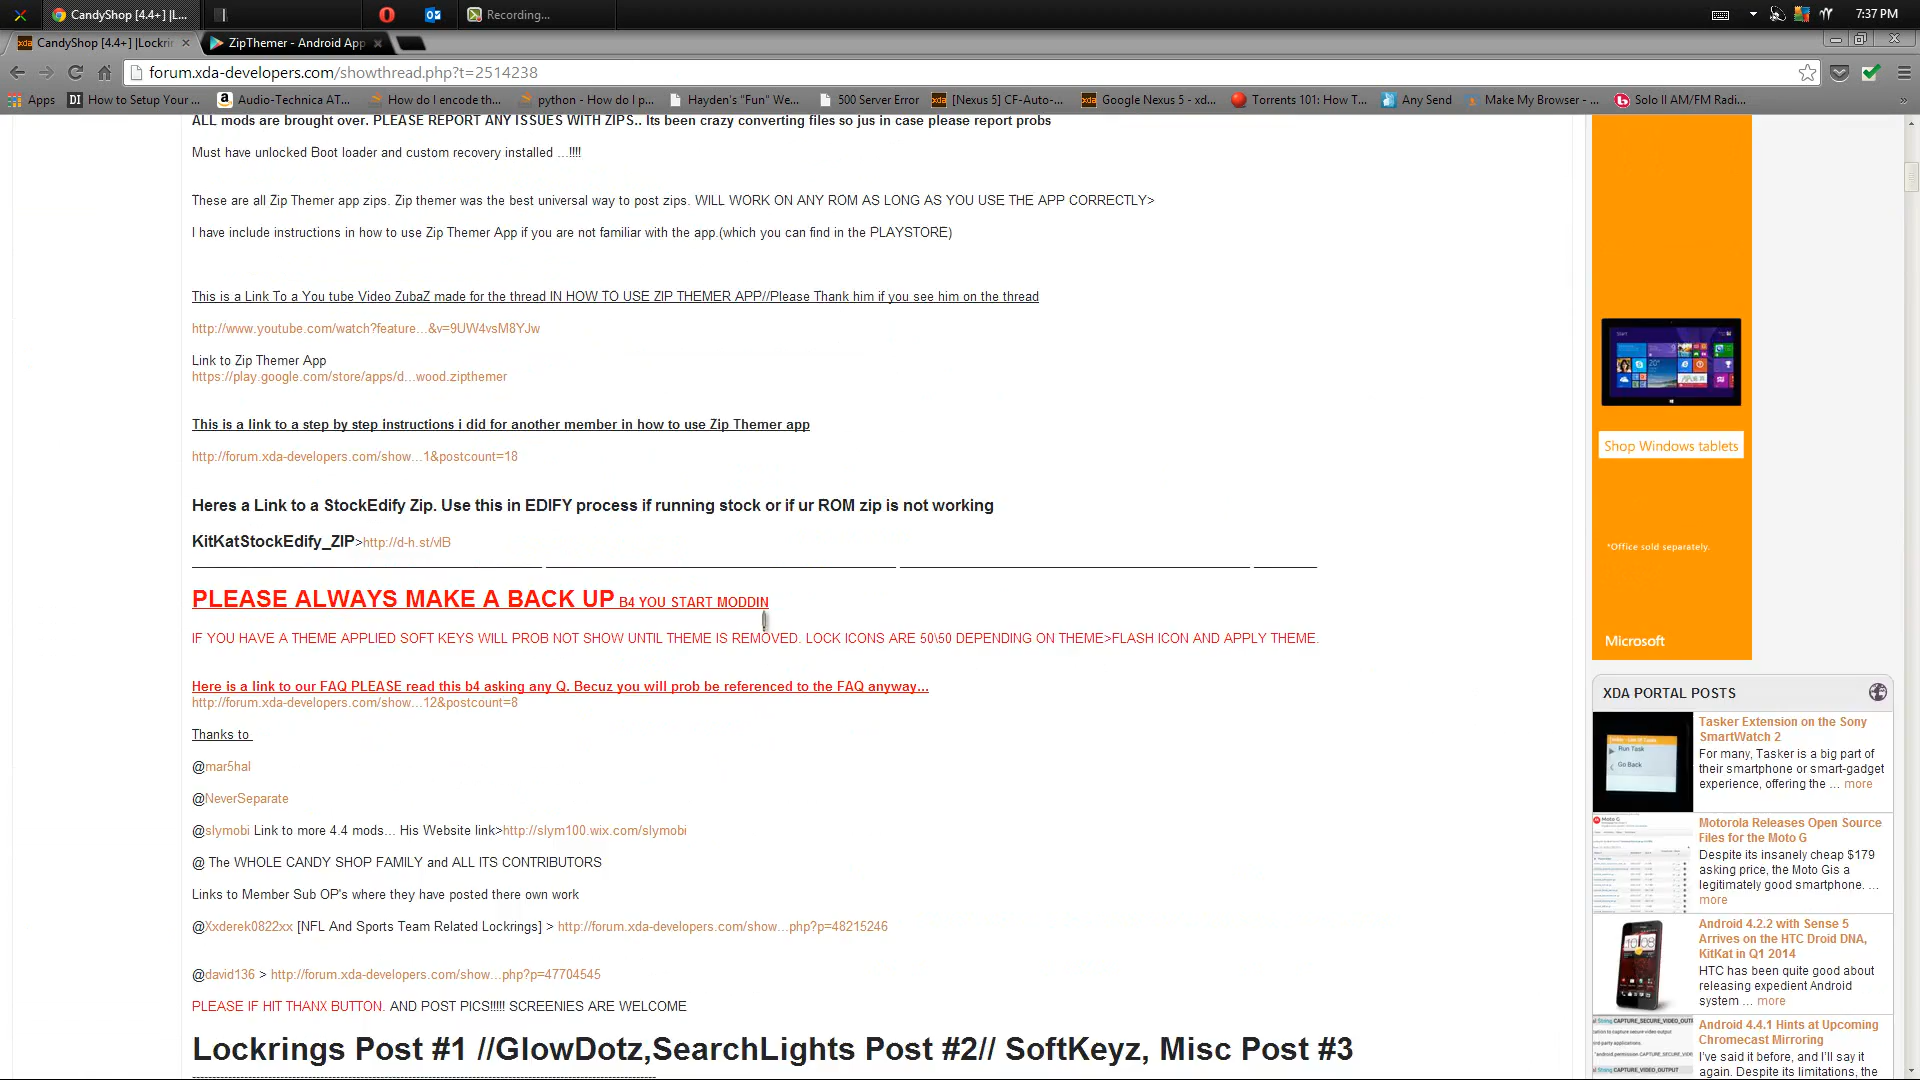 CandyShop [4.4+] |L...
Recording...
7:37 PM
CandyShop [4.4+] |Lockrin
ZipThemer - Android App
forum.xda-developers.com/showthread.php?t=2514238
Apps
DI How to Setup Your ...
Audio-Technica AT...
How do I encode th...
python - How do I p...
Hayden's "Fun" We...
500 Server Error
xda [Nexus 5] CF-Auto-...
xda Google Nexus 5 - xd...
Torrents 101: How T...
Any Send
Make My Browser - ...
Solo II AM/FM Radi...
»
ALL mods are brought over. PLEASE REPORT ANY ISSUES WITH ZIPS.. Its been crazy converting files so jus in case please report probs
Must have unlocked Boot loader and custom recovery installed ...!!!!
These are all Zip Themer app zips. Zip themer was the best universal way to post zips. WILL WORK ON ANY ROM AS LONG AS YOU USE THE APP CORRECTLY>
I have include instructions in how to use Zip Themer App if you are not familiar with the app.(which you can find in the PLAYSTORE)
This is a Link To a You tube Video ZubaZ made for the thread IN HOW TO USE ZIP THEMER APP//Please Thank him if you see him on the thread
http://www.youtube.com/watch?feature...&v=9UW4vsM8YJw
Link to Zip Themer App
https://play.google.com/store/apps/d...wood.zipthemer
This is a link to a step by step instructions i did for another member in how to use Zip Themer app
http://forum.xda-developers.com/show...1&postcount=18
Heres a Link to a StockEdify Zip. Use this in EDIFY process if running stock or if ur ROM zip is not working
KitKatStockEdify_ZIP>http://d-h.st/vlB
PLEASE ALWAYS MAKE A BACK UP B4 YOU START MODDIN
IF YOU HAVE A THEME APPLIED SOFT KEYS WILL PROB NOT SHOW UNTIL THEME IS REMOVED. LOCK ICONS ARE 50\50 DEPENDING ON THEME>FLASH ICON AND APPLY THEME.
Here is a link to our FAQ PLEASE read this b4 asking any Q. Becuz you will prob be referenced to the FAQ anyway...
http://forum.xda-developers.com/show...12&postcount=8
Thanks to
@mar5hal
@NeverSeparate
@slymobi Link to more 4.4 mods... His Website link>http://slym100.wix.com/slymobi
@ The WHOLE CANDY SHOP FAMILY and ALL ITS CONTRIBUTORS
Links to Member Sub OP's where they have posted there own work
@Xxderek0822xx [NFL And Sports Team Related Lockrings] > http://forum.xda-developers.com/show...php?p=48215246
@david136 > http://forum.xda-developers.com/show...php?p=47704545
PLEASE IF HIT THANX BUTTON. AND POST PICS!!!!! SCREENIES ARE WELCOME
Lockrings Post #1 //GlowDotz,SearchLights Post #2// SoftKeyz, Misc Post #3
Shop Windows tablets
*Office sold separately.
Microsoft
XDA PORTAL POSTS
Run Task
Go Back
Tasker Extension on the Sony
SmartWatch 2
For many, Tasker is a big part of
their smartphone or smart-gadget
experience, offering the ... more
Motorola Releases Open Source
Files for the Moto G
Despite its insanely cheap $179
asking price, the Moto Gis a
legitimately good smartphone. ...
more
Android 4.2.2 with Sense 5
Arrives on the HTC Droid DNA,
KitKat in Q1 2014
HTC has been quite good about
releasing expedient Android
system ... more
Android 4.4.1 Hints at Upcoming
Chromecast Mirroring
I've said it before, and I'll say it
again. Despite its limitations, the